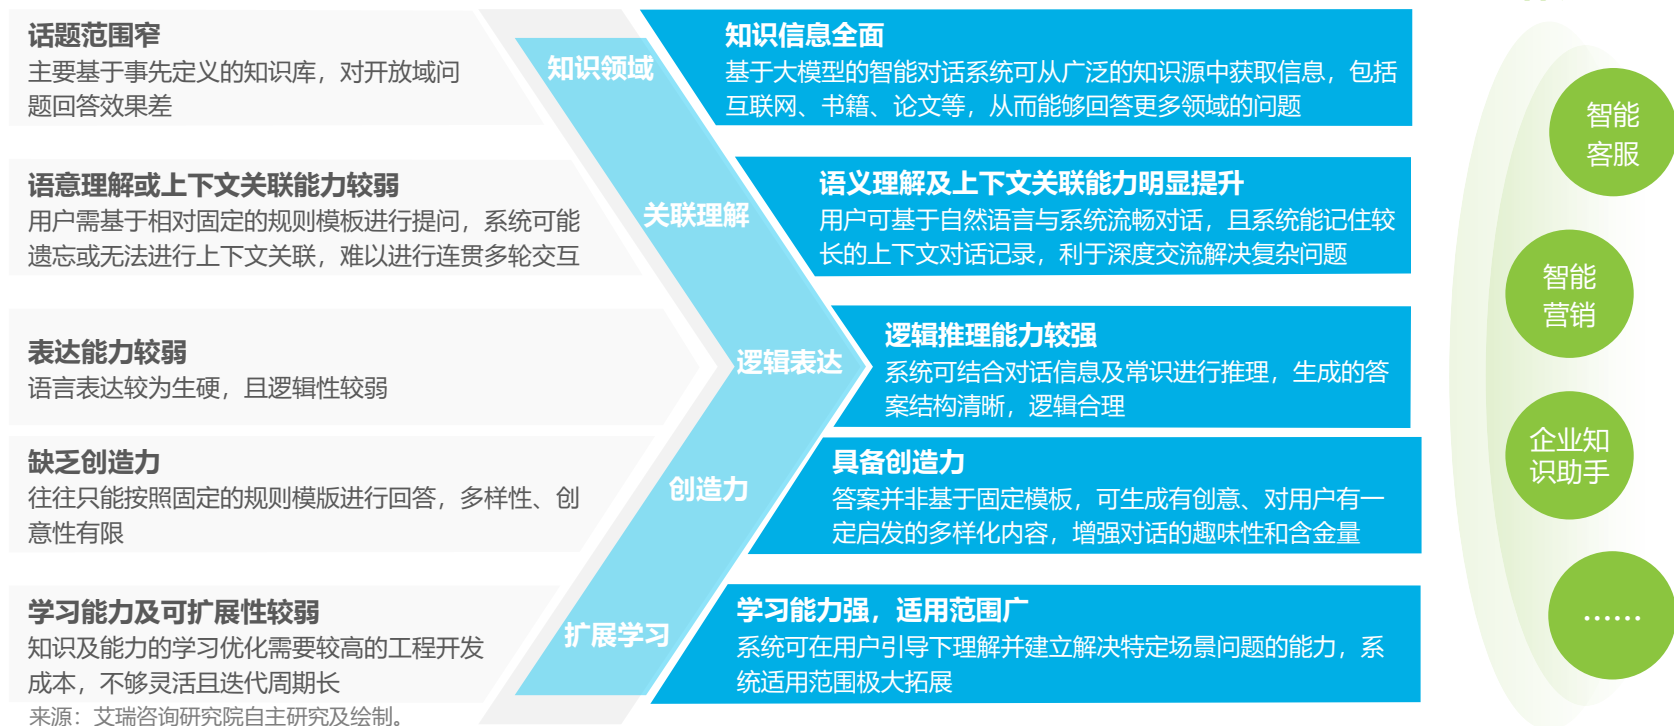 话题范围窄
主要基于事先定义的知识库，对开放域问
题回答效果差
知识领域
知识信息全面
基于大模型的智能对话系统可从广泛的知识源中获取信息，包括
互联网、书籍、论文等，从而能够回答更多领域的问题
语意理解或上下文关联能力较弱
用户需基于相对固定的规则模板进行提问，系统可能
遗忘或无法进行上下文关联，难以进行连贯多轮交互
关联理解
语义理解及上下文关联能力明显提升
用户可基于自然语言与系统流畅对话，且系统能记住较
长的上下文对话记录，利于深度交流解决复杂问题
表达能力较弱
语言表达较为生硬，且逻辑性较弱
逻辑表达
逻辑推理能力较强
系统可结合对话信息及常识进行推理，生成的答
案结构清晰，逻辑合理
缺乏创造力
往往只能按照固定的规则模版进行回答，多样性、创
意性有限
创造力
具备创造力
答案并非基于固定模板，可生成有创意、对用户有一
定启发的多样化内容，增强对话的趣味性和含金量
学习能力及可扩展性较弱
知识及能力的学习优化需要较高的工程开发
成本，不够灵活且迭代周期长
扩展学习
学习能力强，适用范围广
系统可在用户引导下理解并建立解决特定场景问题的能力，系
统适用范围极大拓展
智能
客服
智能
营销
企业知
识助手
……
来源：艾瑞咨询研究院自主研究及绘制。